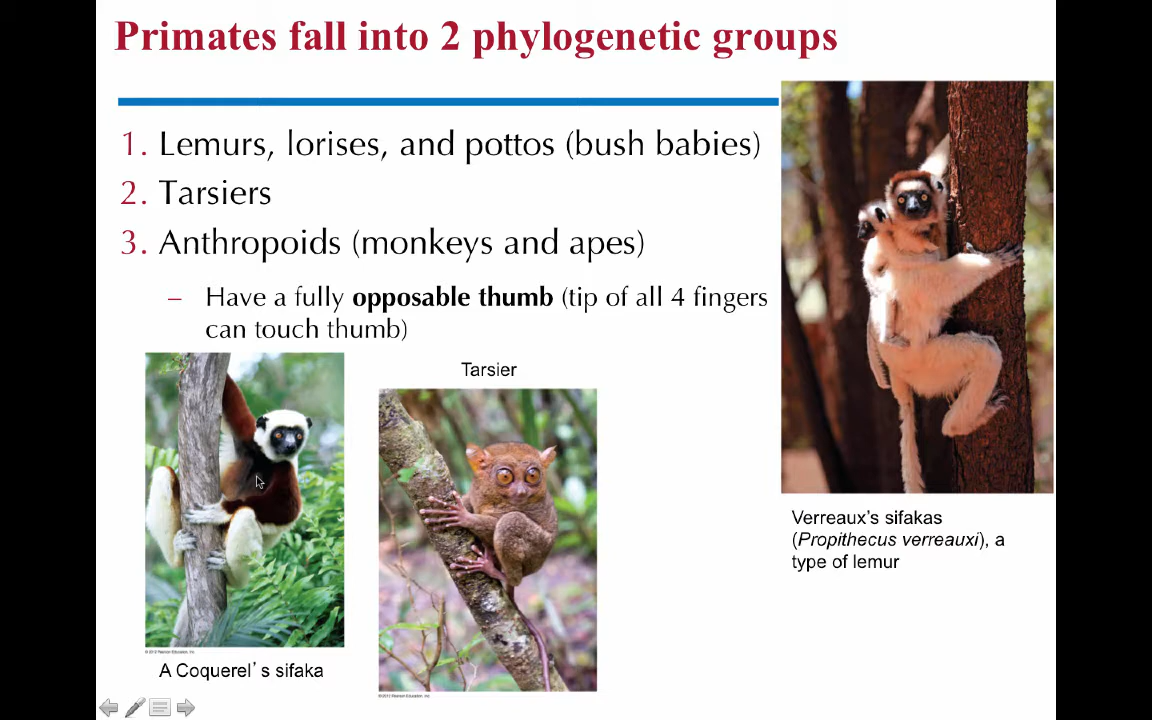 Primates fall into 2 phylogenetic groups
1. Lemurs, lorises, and pottos (bush babies)
2. Tarsiers
3. Anthropoids (monkeys and apes)
– Have a fully opposable thumb (tip of all 4 fingers
can touch thumb)
Tarsier
Verreaux's sifakas
(Propithecus verreauxi), a
type of lemur
A Coquerel's sifaka